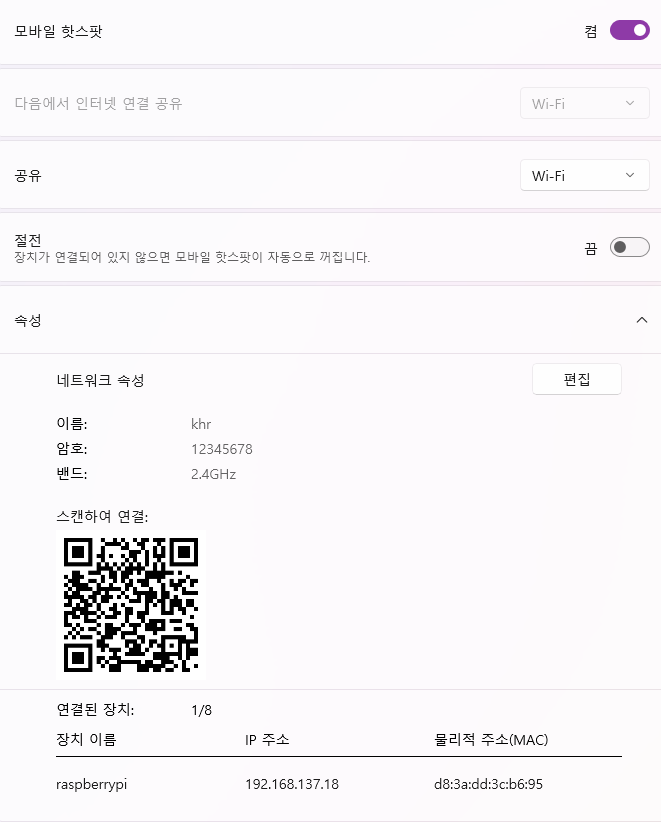 모바일 핫스팟 켬
다음에서 인터넷 연결 공유 Wi-Fi
공유 Wi-Fi
절전
장치가 연결되어 있지 않으면 모바일 핫스팟이 자동으로 꺼집니다.
끔
속성
네트워크 속성 편집
이름: khr
암호: 12345678
밴드: 2.4GHz
스캔하여 연결:
연결된 장치: 1/8
장치 이름 IP 주소 물리적 주소(MAC)
raspberrypi 192.168.137.18 d8:3a:dd:3c:b6:95